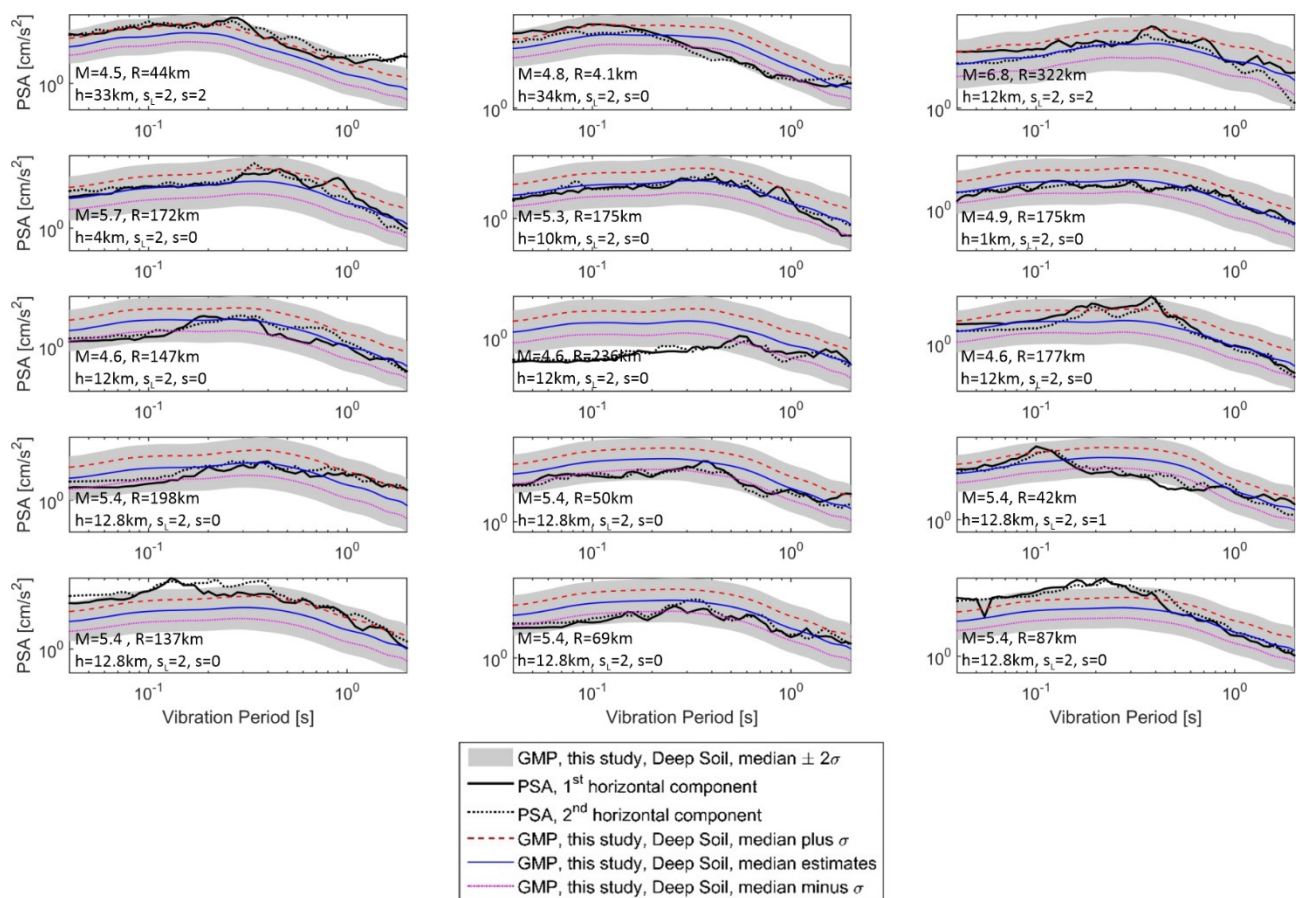 PSA [cm/s²]
10⁰
M=4.5, R=44km
h=33km, s_L=2, s=2
10⁻¹ 10⁰
10⁰
M=4.8, R=4.1km
h=34km, s_L=2, s=0
10⁻¹ 10⁰
10⁰
M=6.8, R=322km
h=12km, s_L=2, s=2
10⁻¹ 10⁰
PSA [cm/s²]
10⁰
M=5.7, R=172km
h=4km, s_L=2, s=0
10⁻¹ 10⁰
10⁰
M=5.3, R=175km
h=10km, s_L=2, s=0
10⁻¹ 10⁰
10⁰
M=4.9, R=175km
h=1km, s_L=2, s=0
10⁻¹ 10⁰
PSA [cm/s²]
10⁰
M=4.6, R=147km
h=12km, s_L=2, s=0
10⁻¹ 10⁰
10⁰
M=4.6, R=236km
h=12km, s_L=2, s=0
10⁻¹ 10⁰
10⁰
M=4.6, R=177km
h=12km, s_L=2, s=0
10⁻¹ 10⁰
PSA [cm/s²]
10⁰
M=5.4, R=198km
h=12.8km, s_L=2, s=0
10⁻¹ 10⁰
10⁰
M=5.4, R=50km
h=12.8km, s_L=2, s=0
10⁻¹ 10⁰
10⁰
M=5.4, R=42km
h=12.8km, s_L=2, s=1
10⁻¹ 10⁰
PSA [cm/s²]
10⁰
M=5.4, R=137km
h=12.8km, s_L=2, s=0
10⁻¹ 10⁰
Vibration Period [s]
10⁰
M=5.4, R=69km
h=12.8km, s_L=2, s=0
10⁻¹ 10⁰
Vibration Period [s]
10⁰
M=5.4, R=87km
h=12.8km, s_L=2, s=0
10⁻¹ 10⁰
Vibration Period [s]
GMP, this study, Deep Soil, median ± 2σ
PSA, 1st horizontal component
PSA, 2nd horizontal component
GMP, this study, Deep Soil, median plus σ
GMP, this study, Deep Soil, median estimates
GMP, this study, Deep Soil, median minus σ